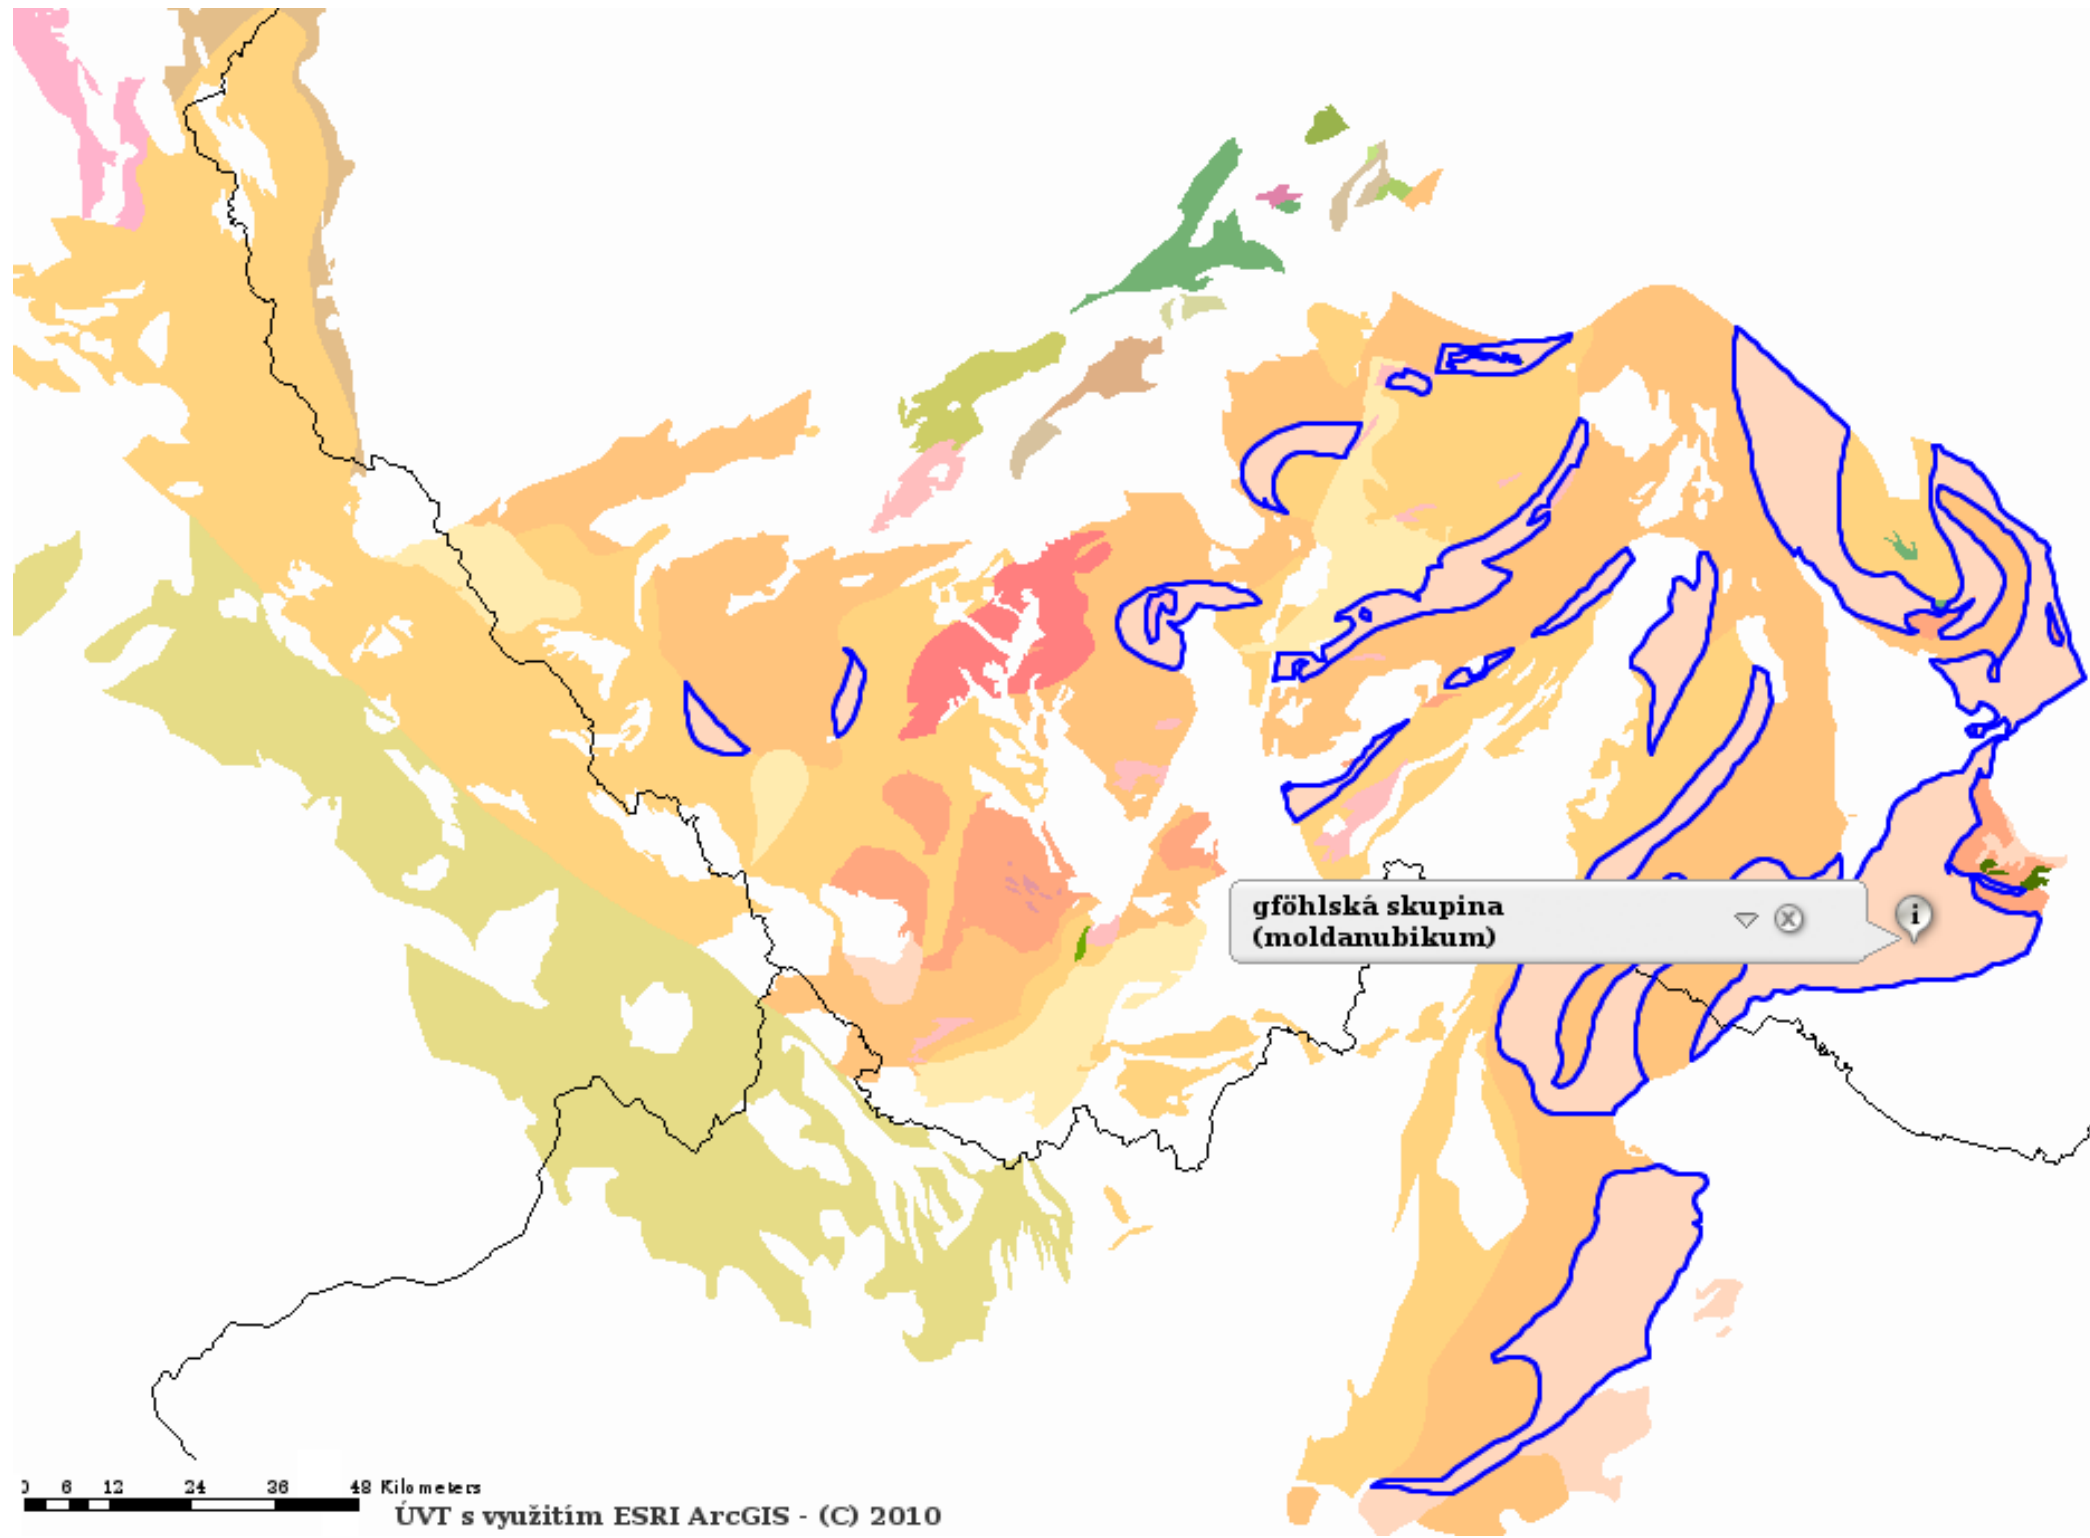 gföhlská skupina
(moldanubikum)
i
0 6 12 24 36 48 Kilometers
ÚVT s využitím ESRI ArcGIS - (C) 2010